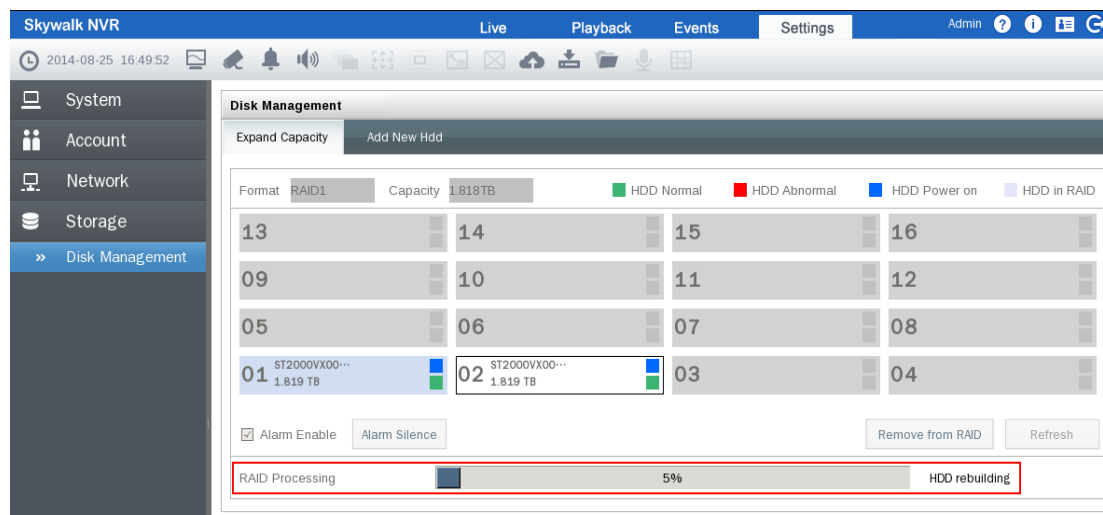 Skywalk NVR Live Playback Events Settings Admin ? i
2014-08-25 16:49:52
System
Account
Network
Storage
» Disk Management
Disk Management
Expand Capacity Add New Hdd
Format RAID1 Capacity 1.818TB HDD Normal HDD Abnormal HDD Power on HDD in RAID
13 14 15 16
09 10 11 12
05 06 07 08
01 ST2000VX00··· 1.819 TB 02 ST2000VX00··· 1.819 TB 03 04
Alarm Enable Alarm Silence Remove from RAID Refresh
RAID Processing 5% HDD rebuilding